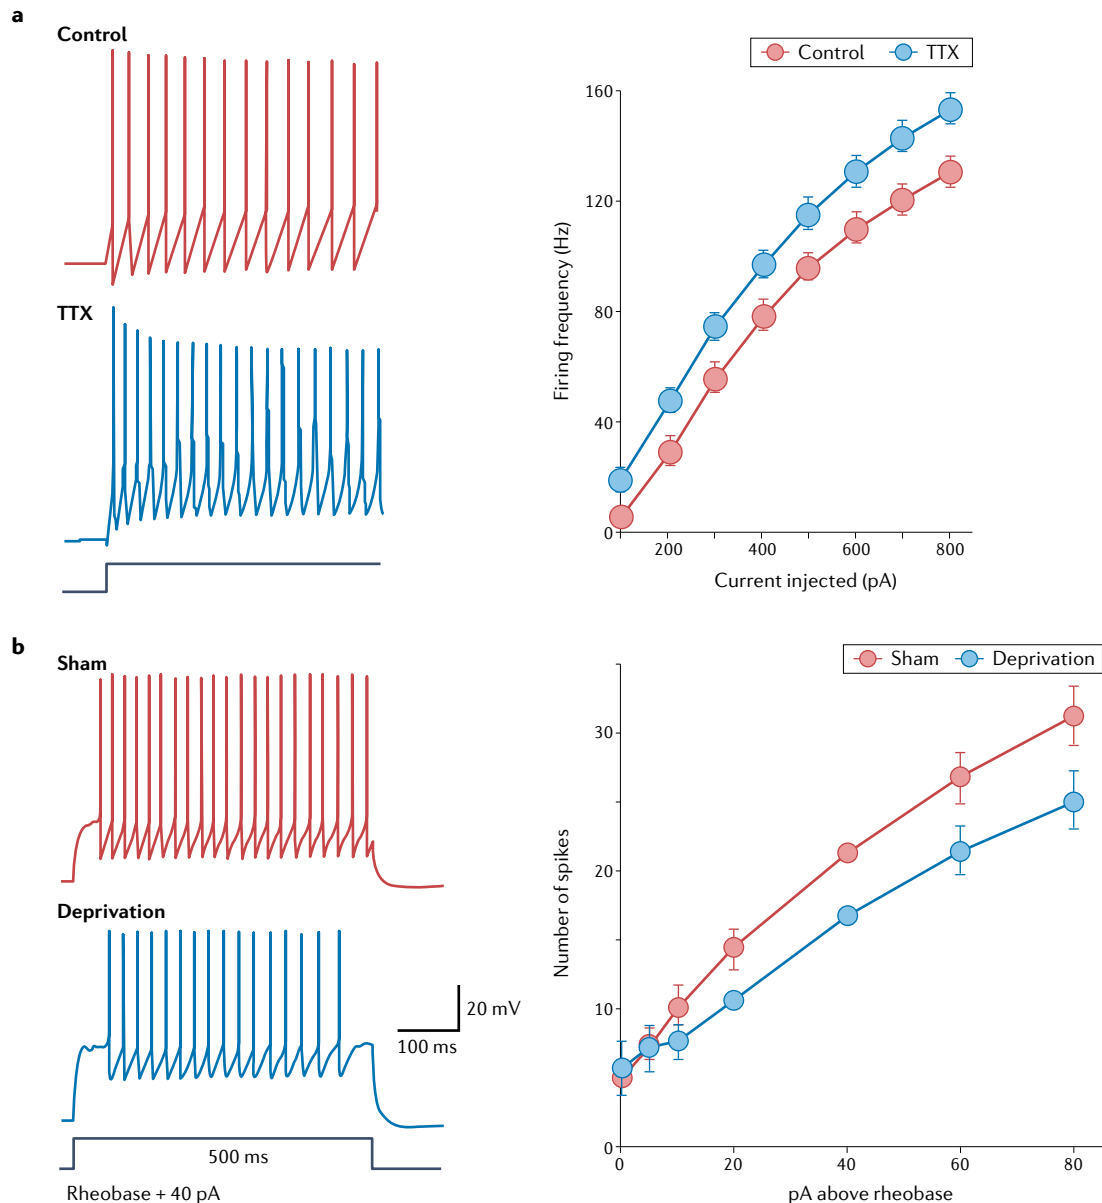 a
Control
TTX
Control TTX
160
120
80
40
0
Firing frequency (Hz)
200 400 600 800
Current injected (pA)
b
Sham
Deprivation
20 mV
100 ms
500 ms
Rheobase + 40 pA
Sham Deprivation
30
20
10
0
Number of spikes
0 20 40 60 80
pA above rheobase